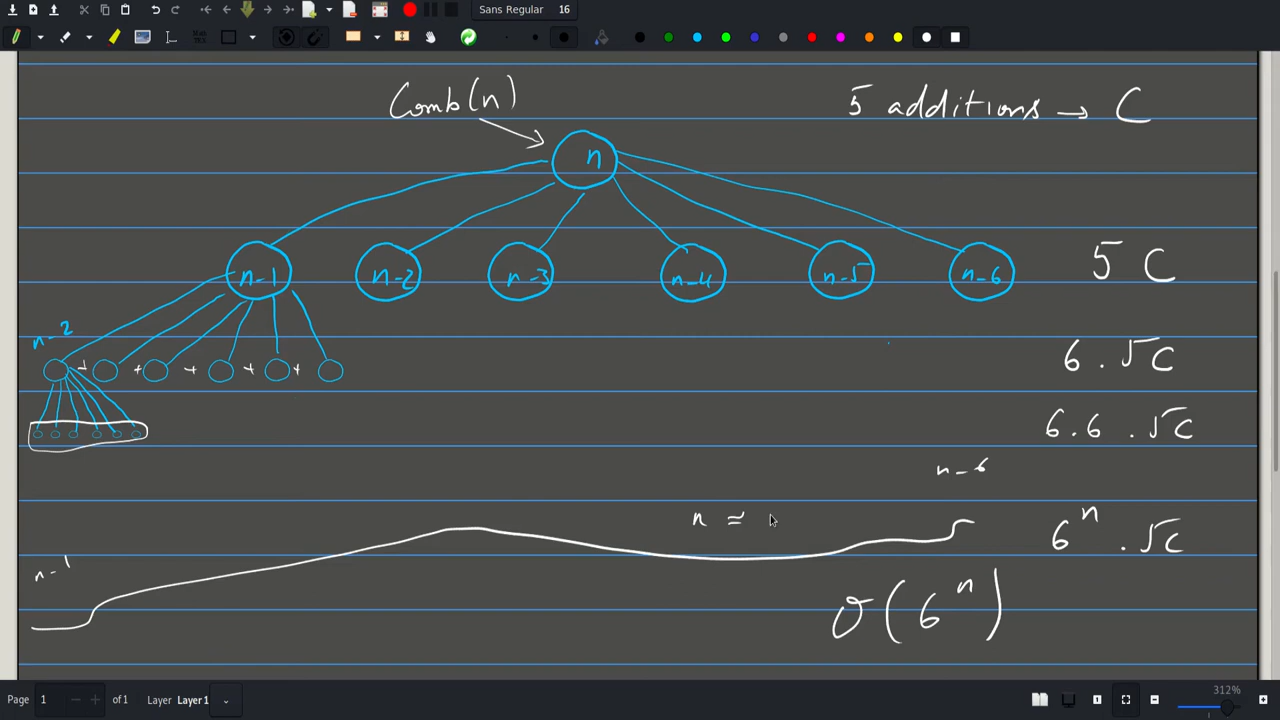 Sans Regular 16
Comb(n)
5 additions → C
n
n-1 n-2 n-3 n-4 n-5 n-6
5 C
n-2
+ + + + +
6 . 5C
6.6 . 5C
n-6
n ≈
6^n . 5C
n-1
O(6^n)
Page 1 of 1 Layer Layer 1
312%